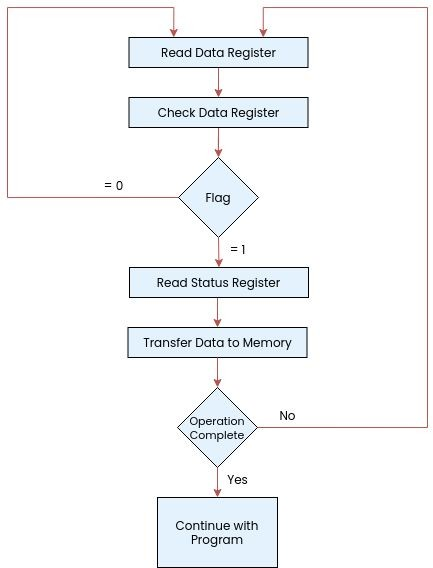 Read Data Register
Check Data Register
= 0
Flag
= 1
Read Status Register
Transfer Data to Memory
No
Operation
Complete
Yes
Continue with
Program